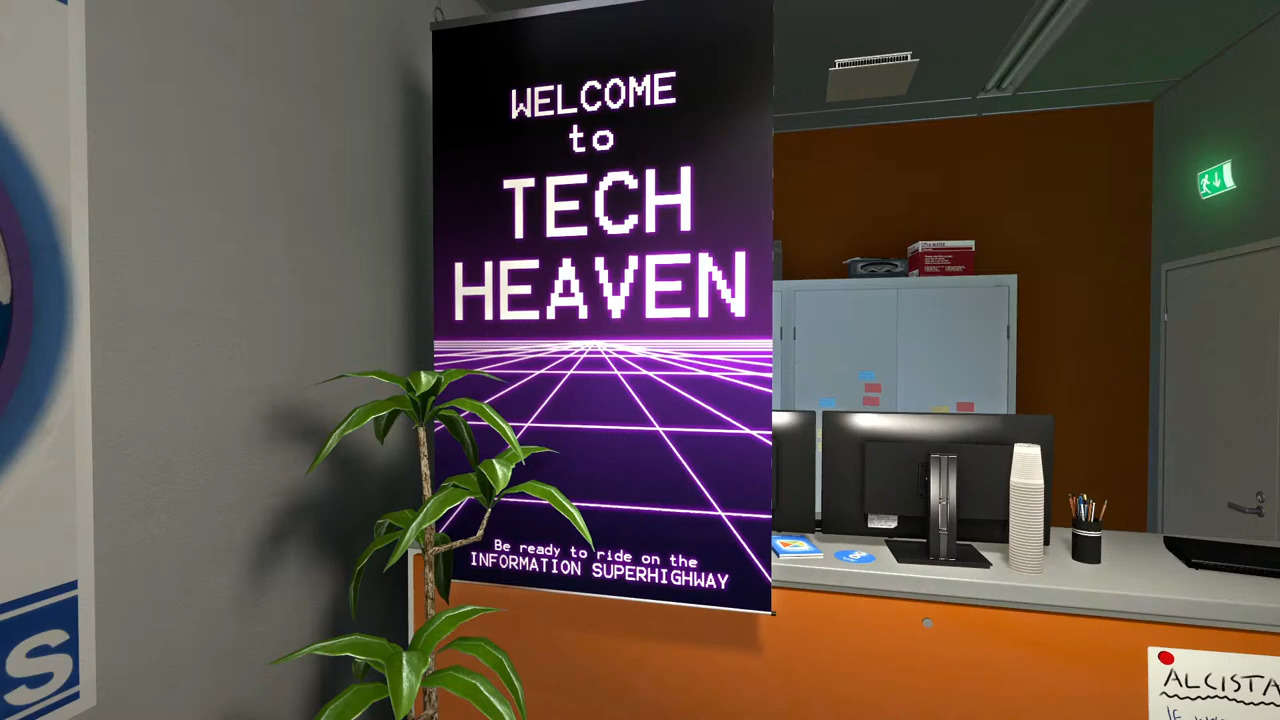 WELCOME
to
TECH
HEAVEN
Be ready to ride on the
INFORMATION SUPERHIGHWAY
S
ALCISTA